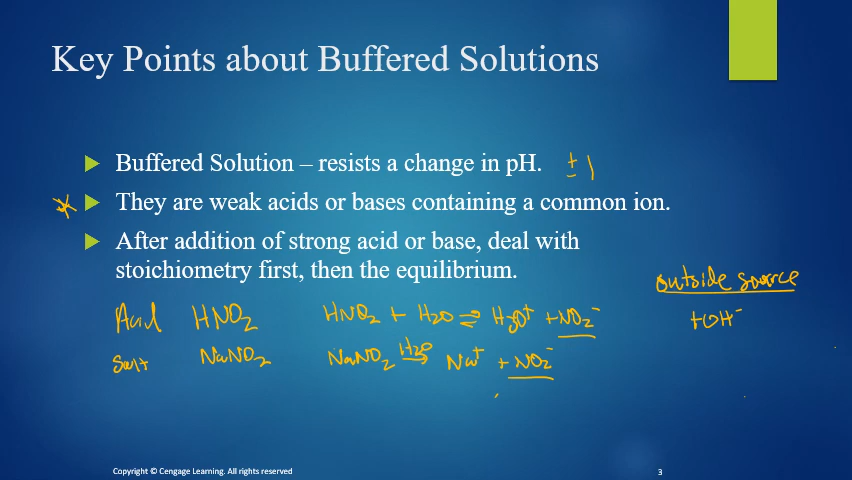 Key Points about Buffered Solutions
Buffered Solution – resists a change in pH. ± 1
They are weak acids or bases containing a common ion.
After addition of strong acid or base, deal with
stoichiometry first, then the equilibrium.
outside source
+OH⁻
Acid HNO₂ HNO₂ + H₂O ⇌ H₃O⁺ + NO₂⁻
Salt NaNO₂ NaNO₂ H₂O → Na⁺ + NO₂⁻
Copyright © Cengage Learning. All rights reserved
3